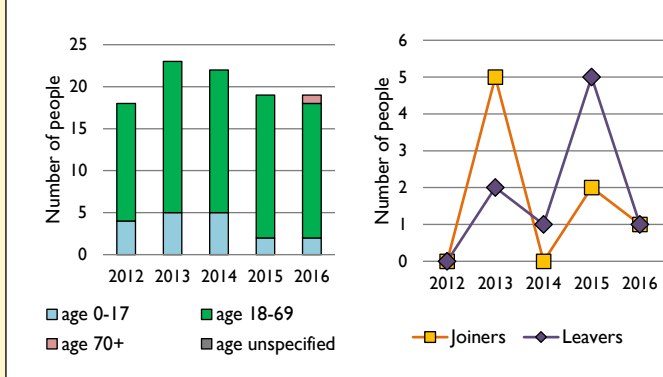 25
20
15
10
5
0
Number of people
2012 2013 2014 2015 2016
age 0-17 age 18-69
age 70+ age unspecified
6
5
4
3
2
1
0
Number of people
2012 2013 2014 2015 2016
Joiners Leavers